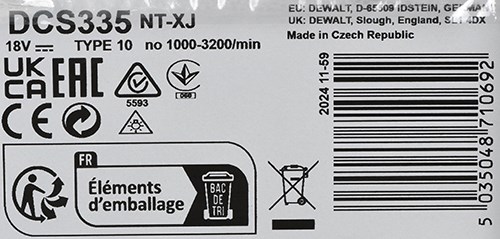 DCS335 NT-XJ
18V⎓ TYPE 10 no 1000-3200/min
EU: DEWALT, D-65509 IDSTEIN, GERMANY
UK: DEWALT, Slough, England, SL1 4DX
Made in Czech Republic
UK
CA
EAC
5593
060
CE
2024 11-59
5 035048 710692
FR
Éléments
d'emballage
BAC
DE
TRI